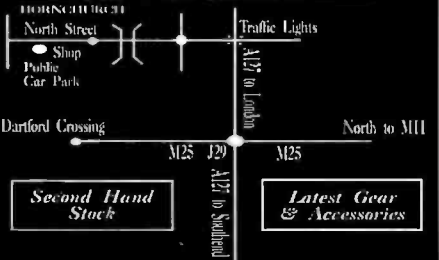 HORNCHURCH
North Street
Traffic Lights
Shop
Public
Car Park
A127 to London
Dartford Crossing
North to M11
M25 J29 M25
A127 to Southend
Second Hand
Stock
Latest Gear
& Accessories